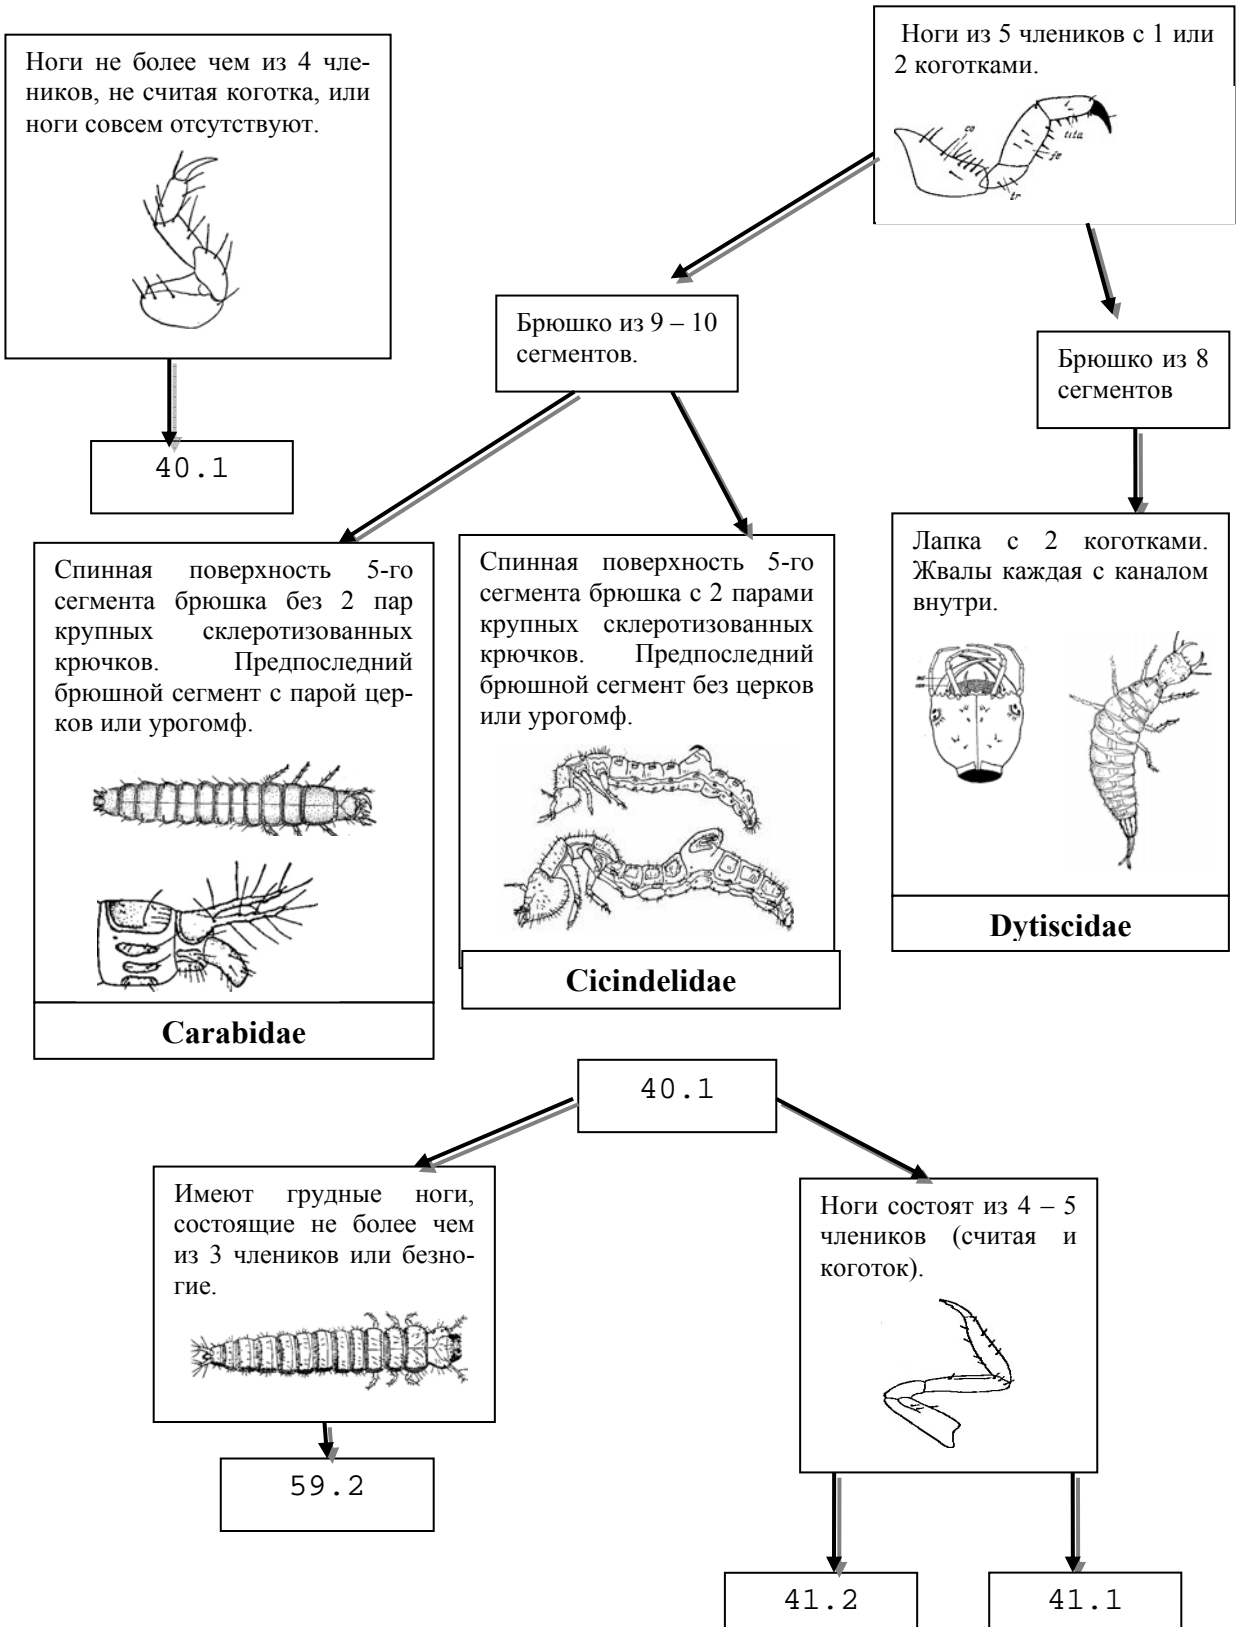 Ноги не более чем из 4 чле-
ников, не считая коготка, или
ноги совсем отсутствуют.
Ноги из 5 члеников с 1 или
2 коготками.
co
tita
fe
tr
Брюшко из 9 – 10
сегментов.
Брюшко из 8
сегментов
40.1
Спинная поверхность 5-го
сегмента брюшка без 2 пар
крупных склеротизованных
крючков. Предпоследний
брюшной сегмент с парой цер-
ков или урогомф.
Carabidae
Спинная поверхность 5-го
сегмента брюшка с 2 парами
крупных склеротизованных
крючков. Предпоследний
брюшной сегмент без церков
или урогомф.
Cicindelidae
Лапка с 2 коготками.
Жвалы каждая с каналом
внутри.
Dytiscidae
40.1
Имеют грудные ноги,
состоящие не более чем
из 3 члеников или безно-
гие.
Ноги состоят из 4 – 5
члеников (считая и
коготок).
59.2
41.2
41.1